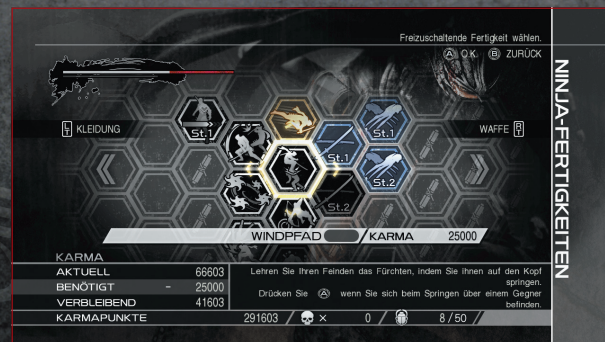 Freizuschaltende Fertigkeit wählen.
A O.K. B ZURÜCK
NINJA-FERTIGKEITEN
L KLEIDUNG
WAFFE R
St.1
St.1
St.1
St.2
St.2
WINDPFAD / KARMA 25000
KARMA
AKTUELL 66603
BENÖTIGT - 25000
VERBLEIBEND 41603
Lehren Sie Ihren Feinden das Fürchten, indem Sie ihnen auf den Kopf
springen.
Drücken Sie A wenn Sie sich beim Springen über einem Gegner
befinden.
KARMAPUNKTE 291603 / × 0 / 8 / 50 /